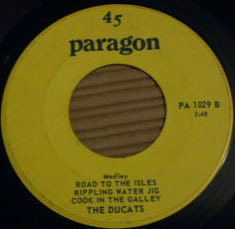 45
paragon
PA 1029 B
2:48
Medley
ROAD TO THE ISLES
RIPPLING WATER JIG
COOK IN THE GALLEY
THE DUCATS